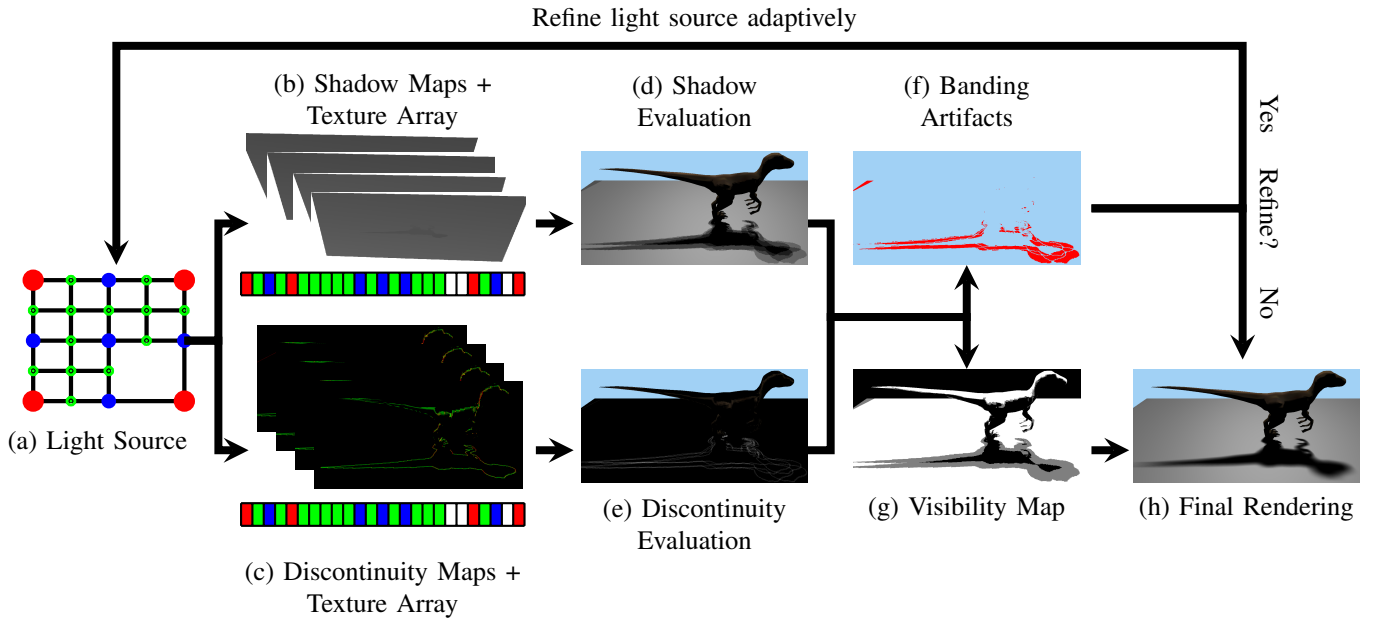 Refine light source adaptively
(b) Shadow Maps +
Texture Array
(d) Shadow
Evaluation
(f) Banding
Artifacts
Yes Refine? No
(a) Light Source
(e) Discontinuity
Evaluation
(g) Visibility Map
(h) Final Rendering
(c) Discontinuity Maps +
Texture Array